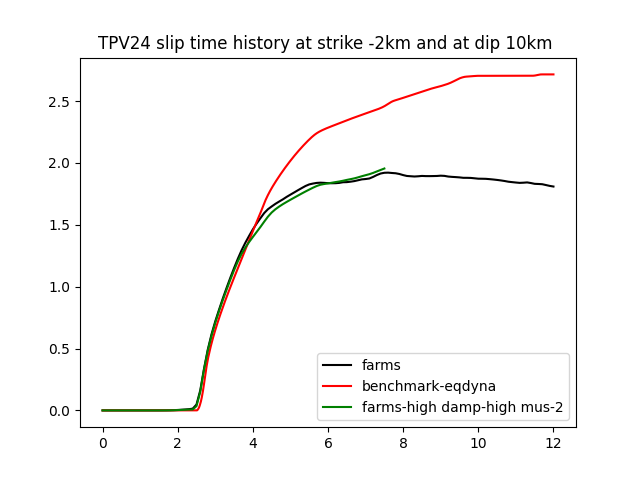 TPV24 slip time history at strike -2km and at dip 10km
2.5
2.0
1.5
1.0
0.5
0.0
farms
benchmark-eqdyna
farms-high damp-high mus-2
0 2 4 6 8 10 12